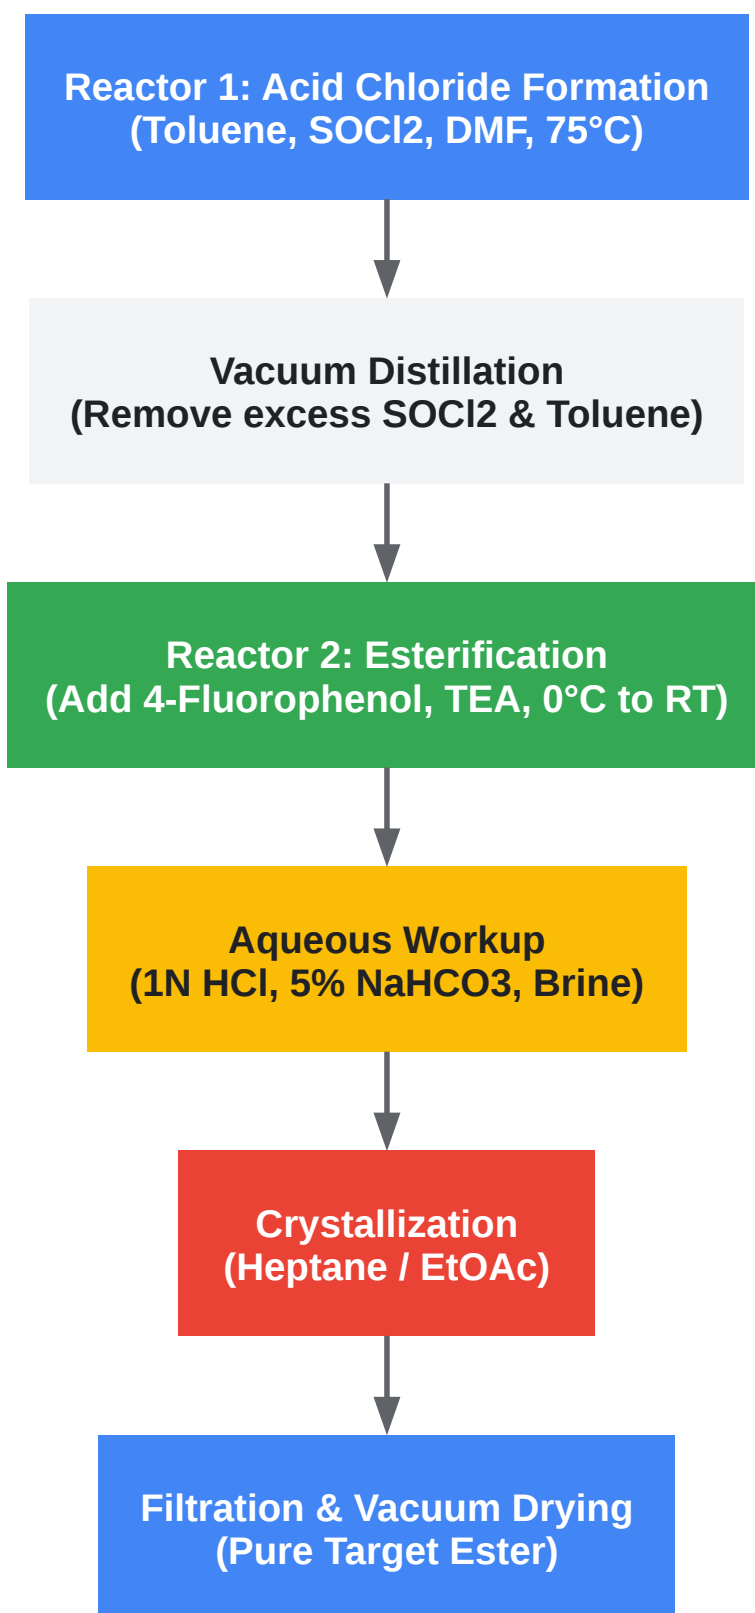 Reactor 1: Acid Chloride Formation
(Toluene, SOCl2, DMF, 75°C)
Vacuum Distillation
(Remove excess SOCl2 & Toluene)
Reactor 2: Esterification
(Add 4-Fluorophenol, TEA, 0°C to RT)
Aqueous Workup
(1N HCl, 5% NaHCO3, Brine)
Crystallization
(Heptane / EtOAc)
Filtration & Vacuum Drying
(Pure Target Ester)